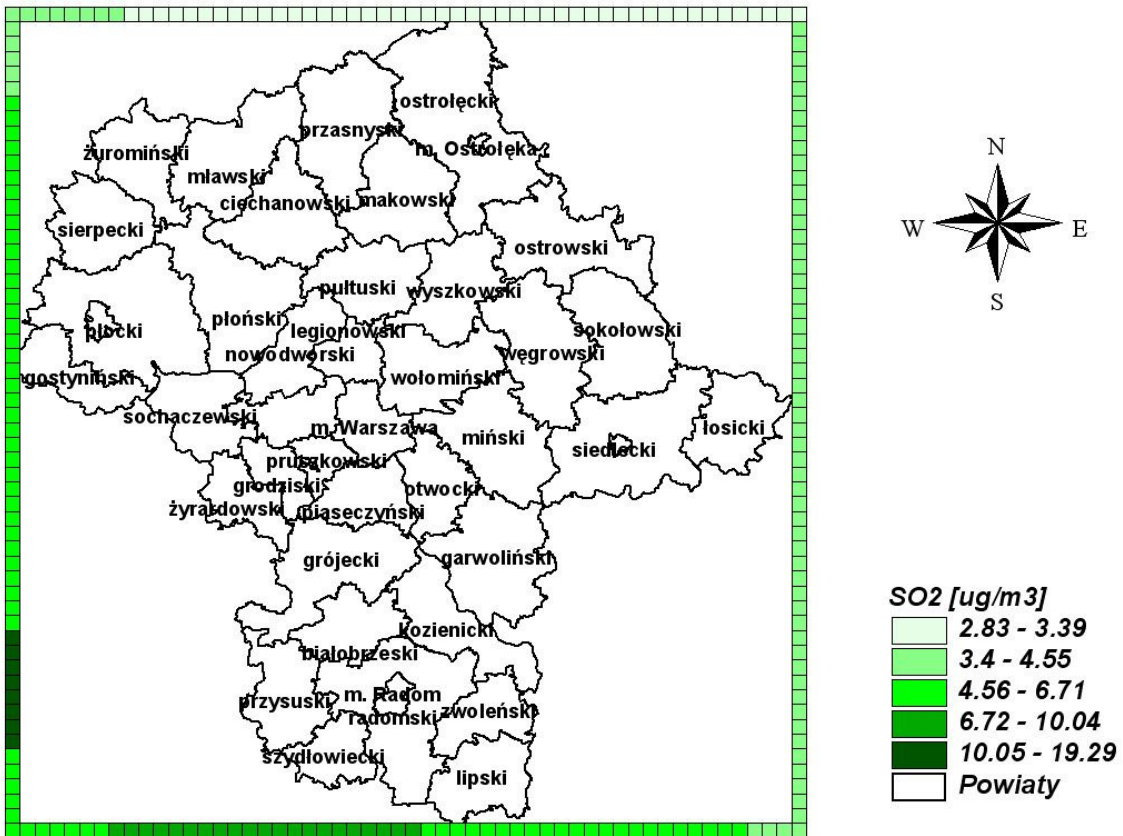 ostrołęcki
przasnyski
m. Ostrołęka
żuromiński
mławski
ciechanowski
makowski
sierpecki
ostrowski
pułtuski
wyszkowski
płoński
legionowski
płocki
sokołowski
nowodworski
węgrowski
gostyniński
wołomiński
sochaczewski
m. Warszawa
miński
łosicki
siedlecki
pruszkowski
grodziski
otwocki
żyrardowski
piaseczyński
grójecki
garwoliński
kozienicki
białobrzeski
przysuski
m. Radom
radomski
zwoleński
szydłowiecki
lipski
N
W
E
S
SO2 [ug/m3]
2.83 - 3.39
3.4 - 4.55
4.56 - 6.71
6.72 - 10.04
10.05 - 19.29
Powiaty